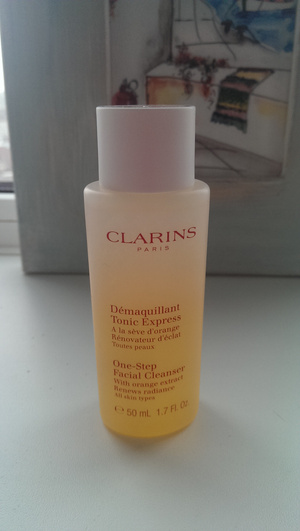 CLARINS
PARIS
Démaquillant
Tonic Express
A la sève d'orange
Rénovateur d'éclat
Toutes peaux
One-Step
Facial Cleanser
With orange extract
Renews radiance
All skin types
e 50 mL 1.7 Fl. Oz.